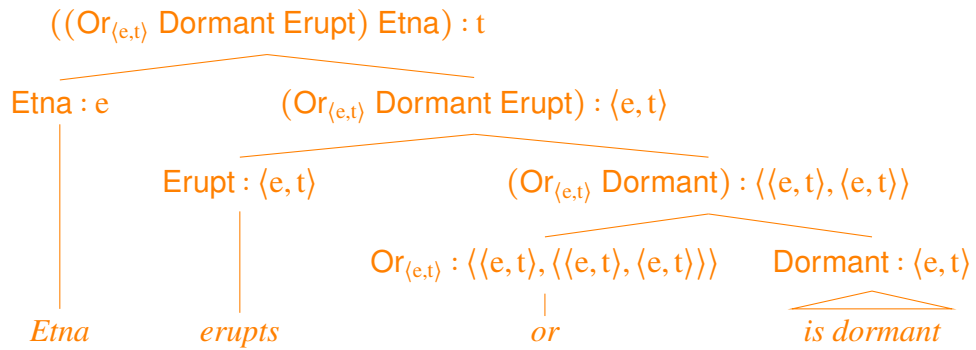 ((Or⟨e,t⟩ Dormant Erupt) Etna) : t
Etna : e (Or⟨e,t⟩ Dormant Erupt) : ⟨e, t⟩
Erupt : ⟨e, t⟩ (Or⟨e,t⟩ Dormant) : ⟨⟨e, t⟩, ⟨e, t⟩⟩
Or⟨e,t⟩ : ⟨⟨e, t⟩, ⟨⟨e, t⟩, ⟨e, t⟩⟩⟩ Dormant : ⟨e, t⟩
Etna erupts or is dormant